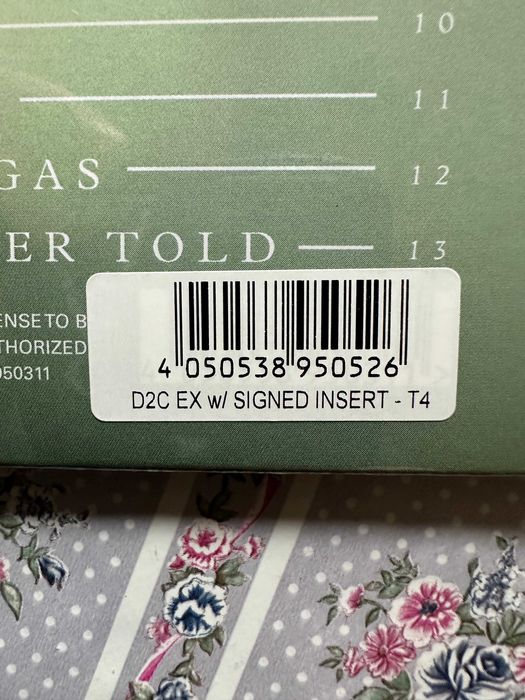 10
11
GAS 12
ER TOLD 13
ENSE TO B
THORIZED
050311
4 050538 950526
D2C EX w/ SIGNED INSERT - T4